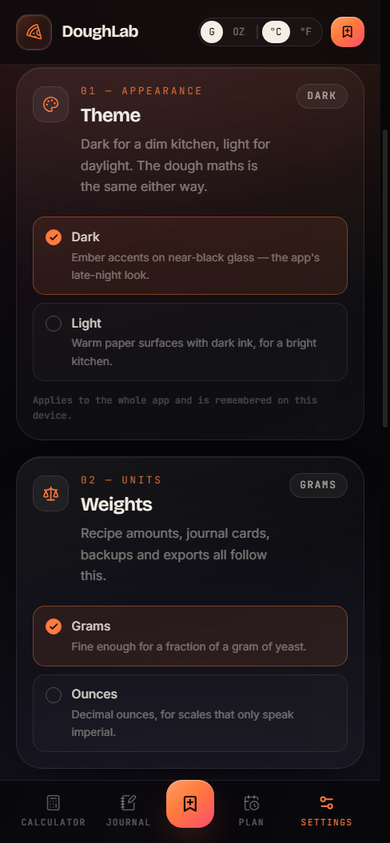 DoughLab
G OZ °C °F
01 — APPEARANCE
DARK
Theme
Dark for a dim kitchen, light for
daylight. The dough maths is
the same either way.
Dark
Ember accents on near-black glass — the app's
late-night look.
Light
Warm paper surfaces with dark ink, for a bright
kitchen.
Applies to the whole app and is remembered on this
device.
02 — UNITS
GRAMS
Weights
Recipe amounts, journal cards,
backups and exports all follow
this.
Grams
Fine enough for a fraction of a gram of yeast.
Ounces
Decimal ounces, for scales that only speak
imperial.
CALCULATOR JOURNAL PLAN SETTINGS